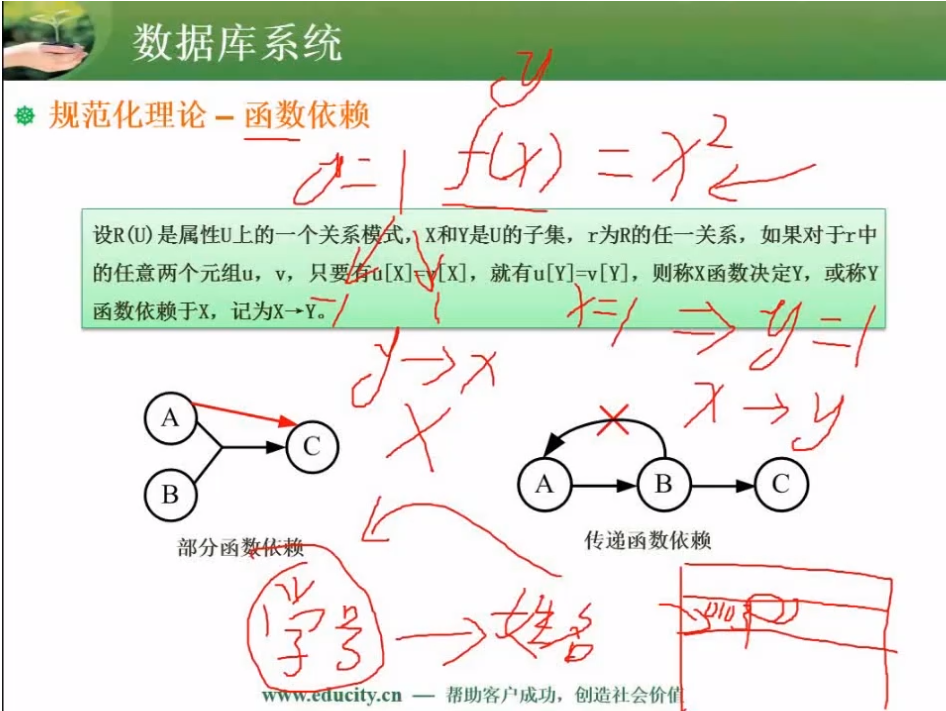 数据库系统
规范化理论－函数依赖
y
y=1 f(x) = x²
设R(U)是属性U上的一个关系模式，X和Y是U的子集，r为R的任一关系，如果对于r中
的任意两个元组u，v，只要有u[X]=v[X]，就有u[Y]=v[Y]，则称X函数决定Y，或称Y
函数依赖于X，记为X→Y。
-1 1 x=1 ⇒ y=1
y→x x→y
A
B
C
部分函数依赖
A B C
传递函数依赖
学号→姓名
www.educity.cn — 帮助客户成功，创造社会价值